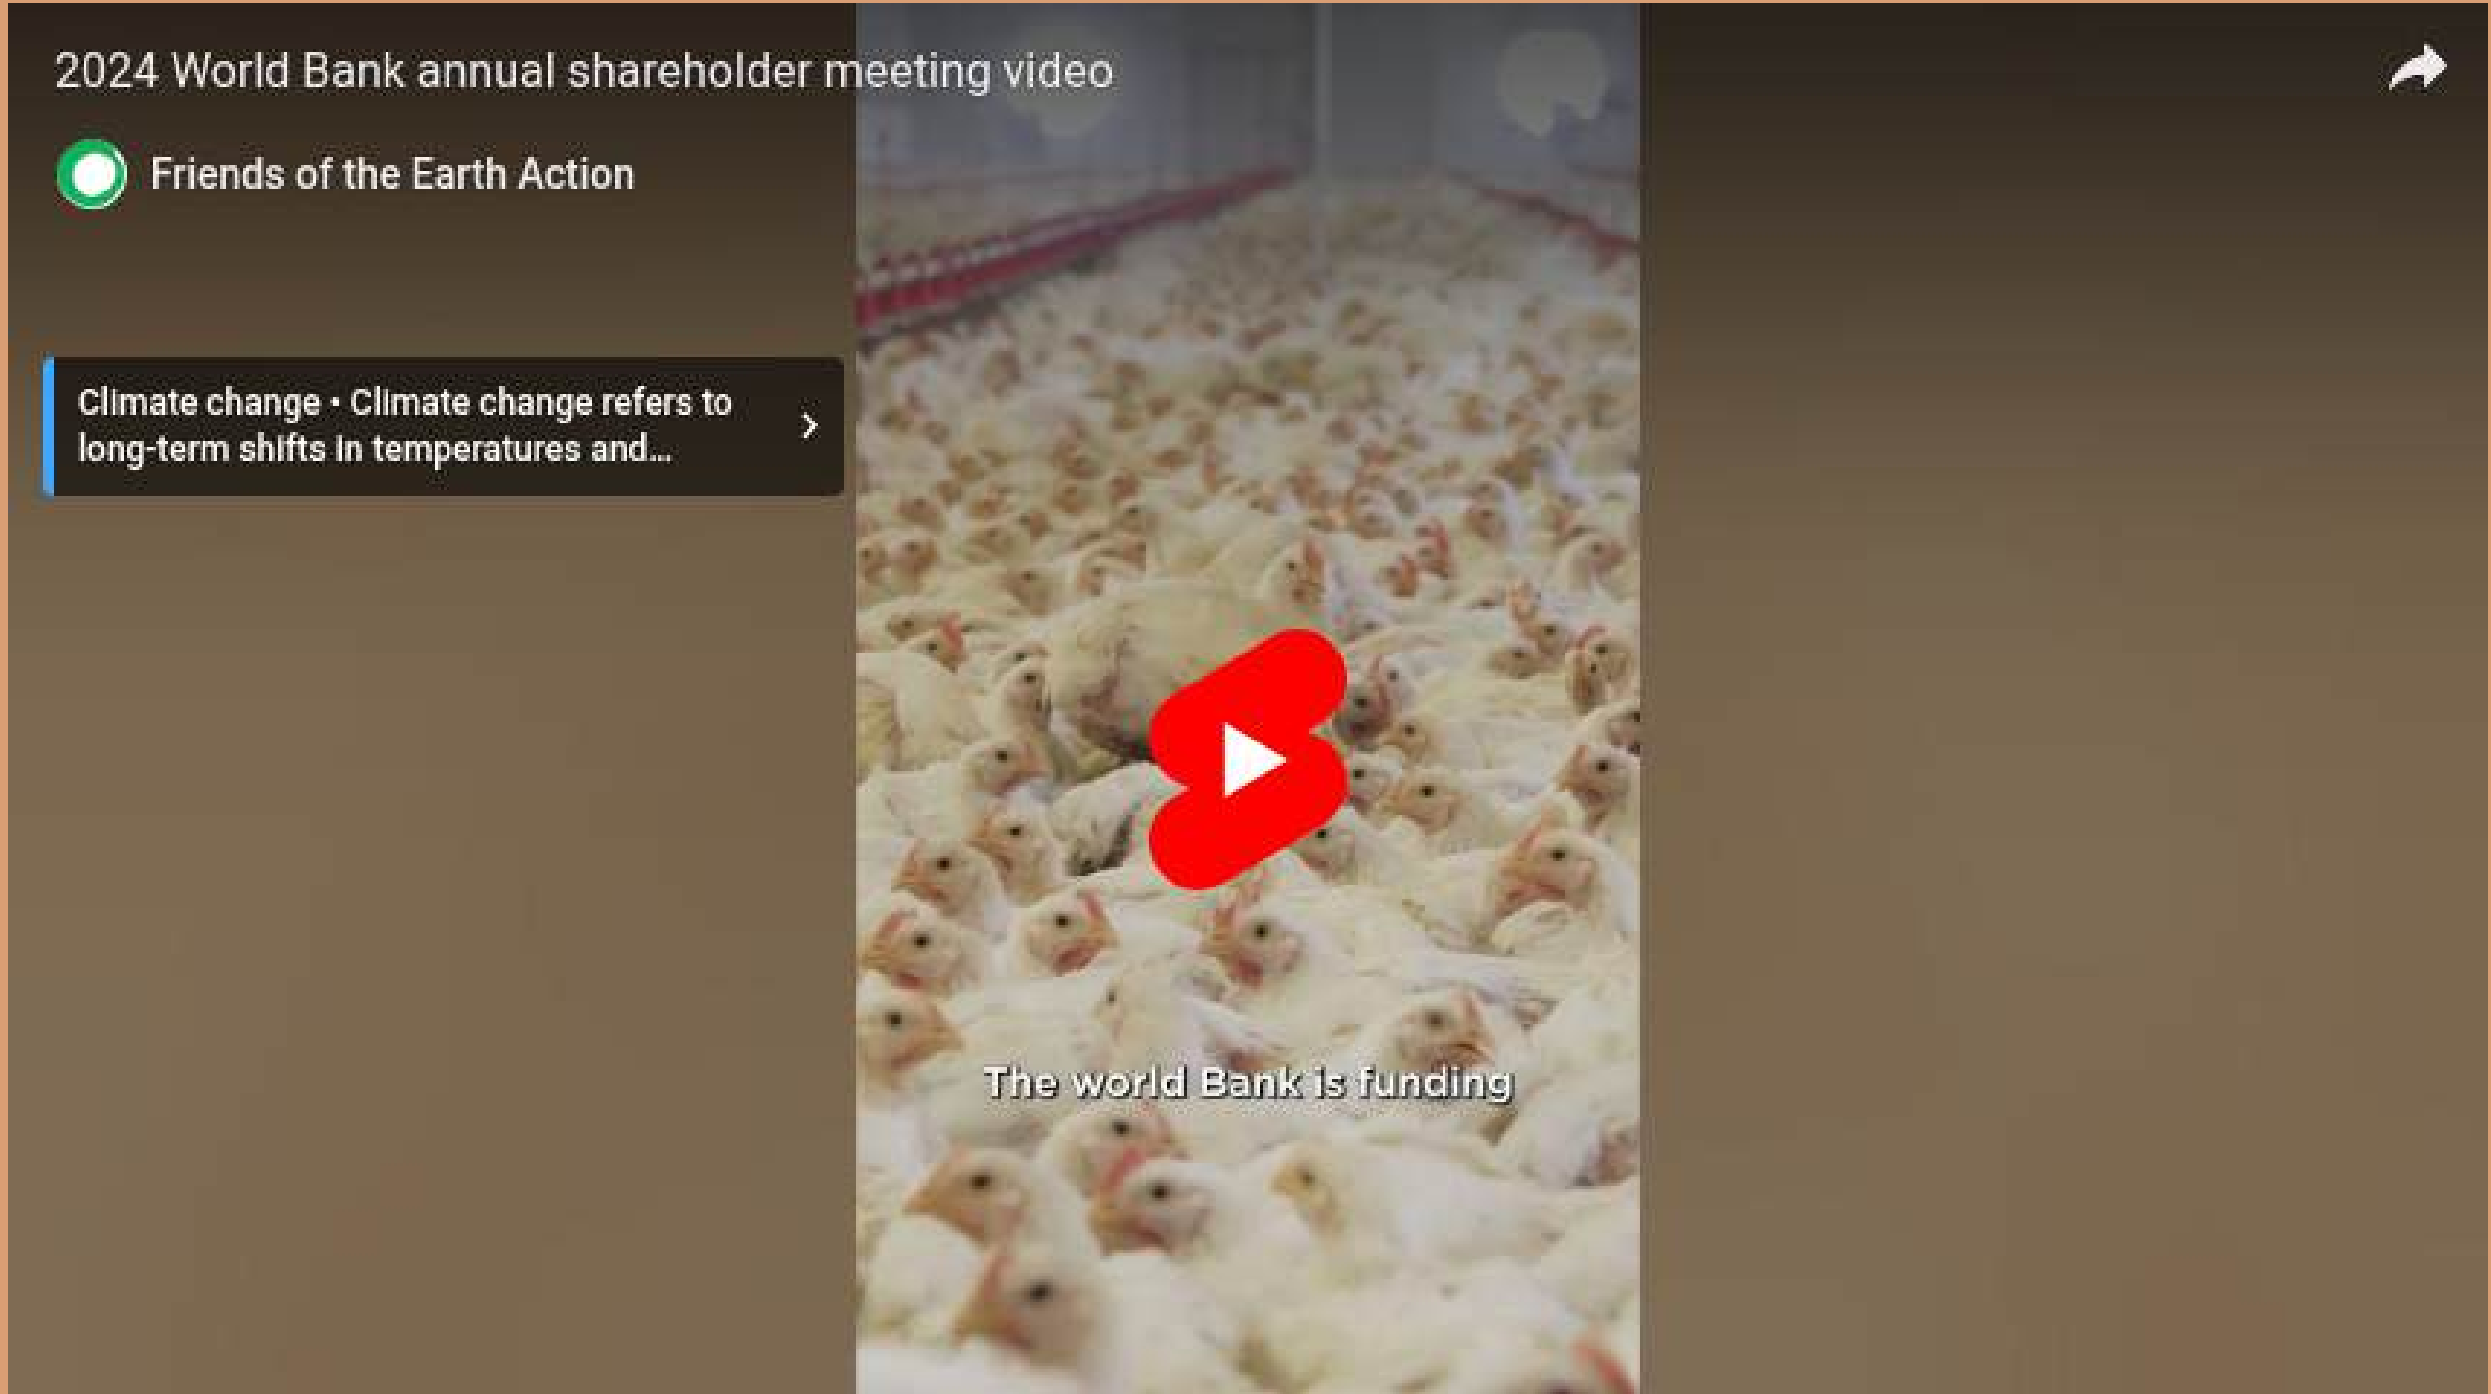 2024 World Bank annual shareholder meeting video
Friends of the Earth Action
Climate change • Climate change refers to
long-term shifts in temperatures and...
The world Bank is funding